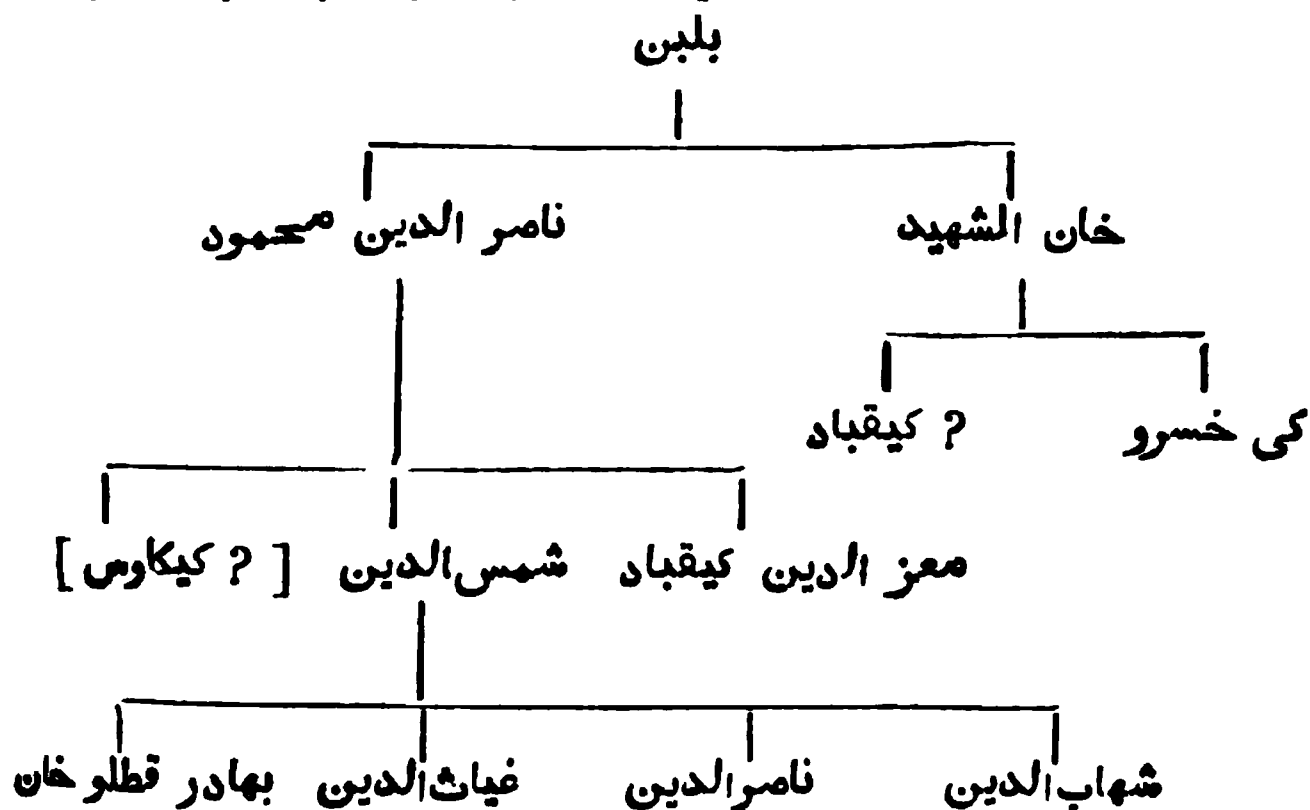 بلبن
خان الشهيد ناصر الدين محمود
كى خسرو ? كيقباد
معز الدين كيقباد شمس الدين [ ? كيكاوس ]
شهاب الدين ناصر الدين غياث الدين بهادر قطلو خان